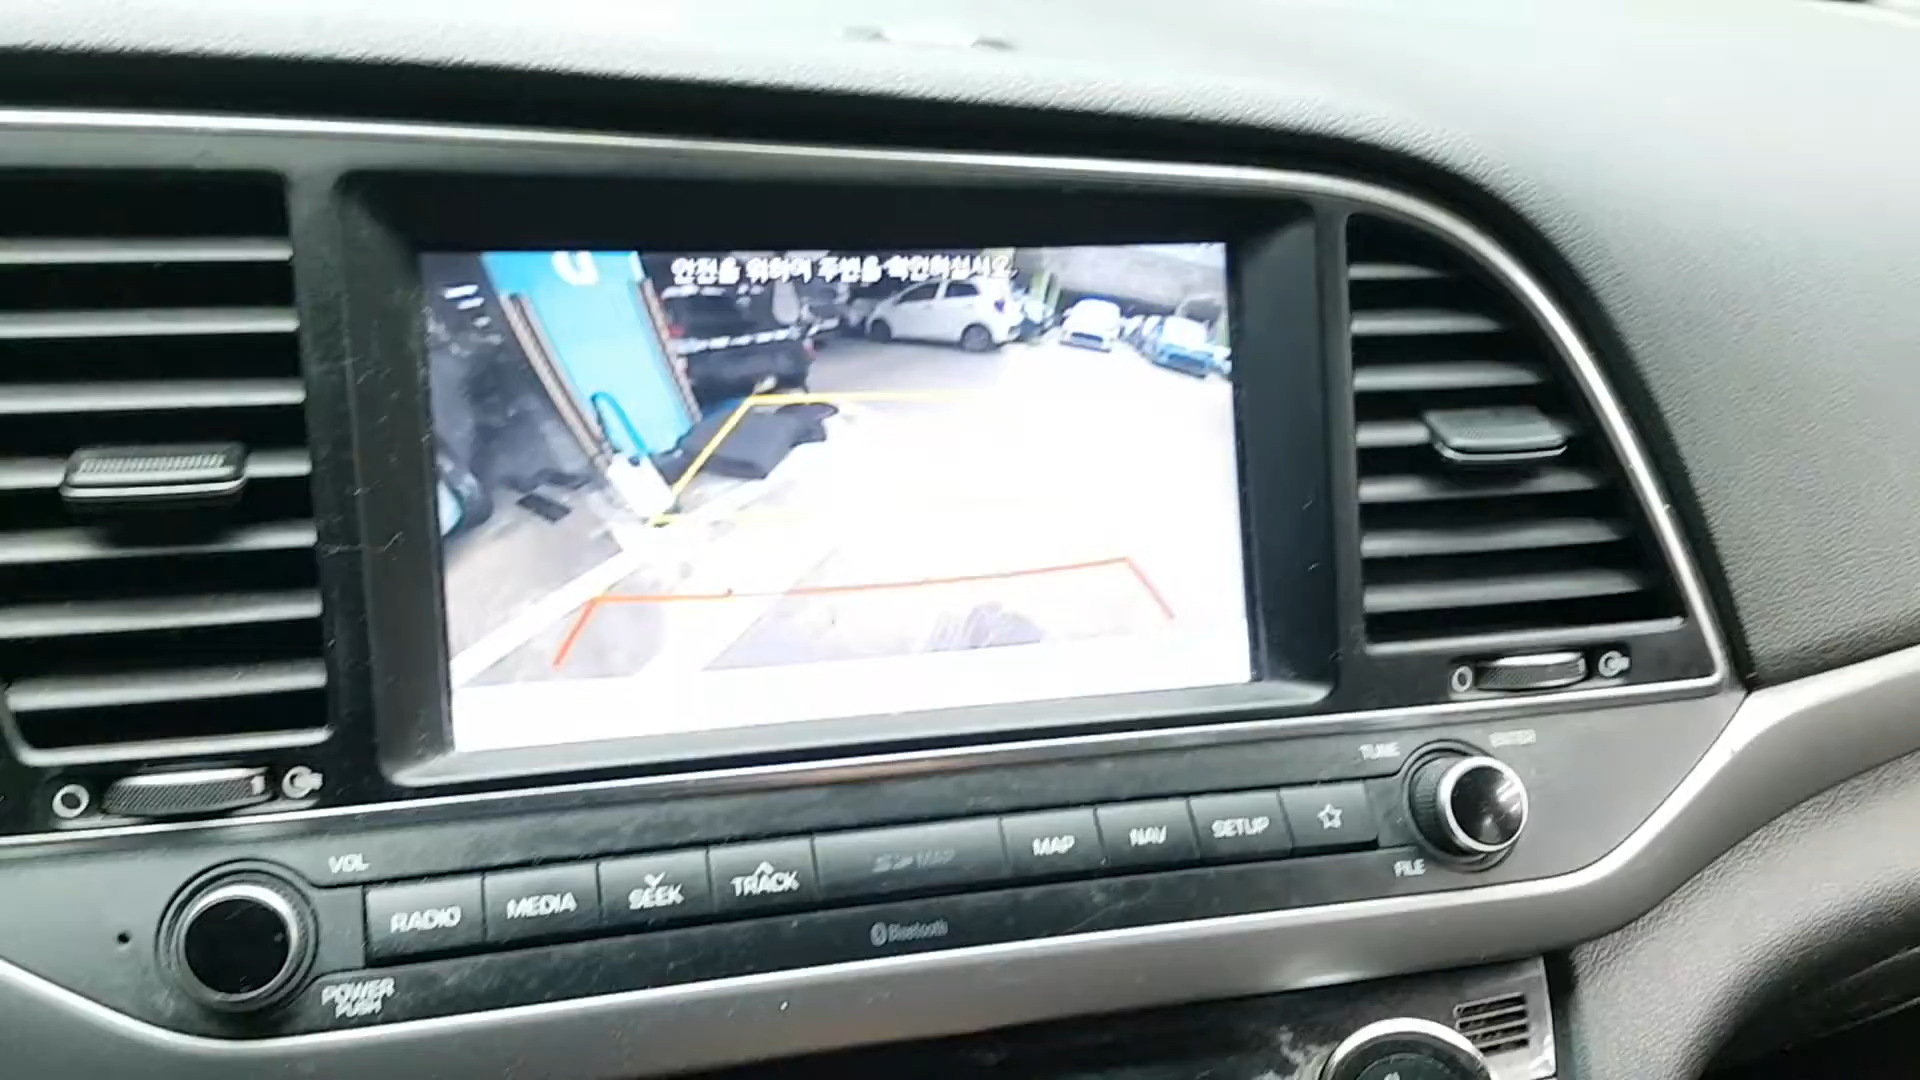 안전을 위하여 주변을 확인하십시오.
TUNE
ENTER
VOL
RADIO
MEDIA
SEEK
TRACK
MAP
NAV
SETUP
FILE
Bluetooth
POWER
PUSH